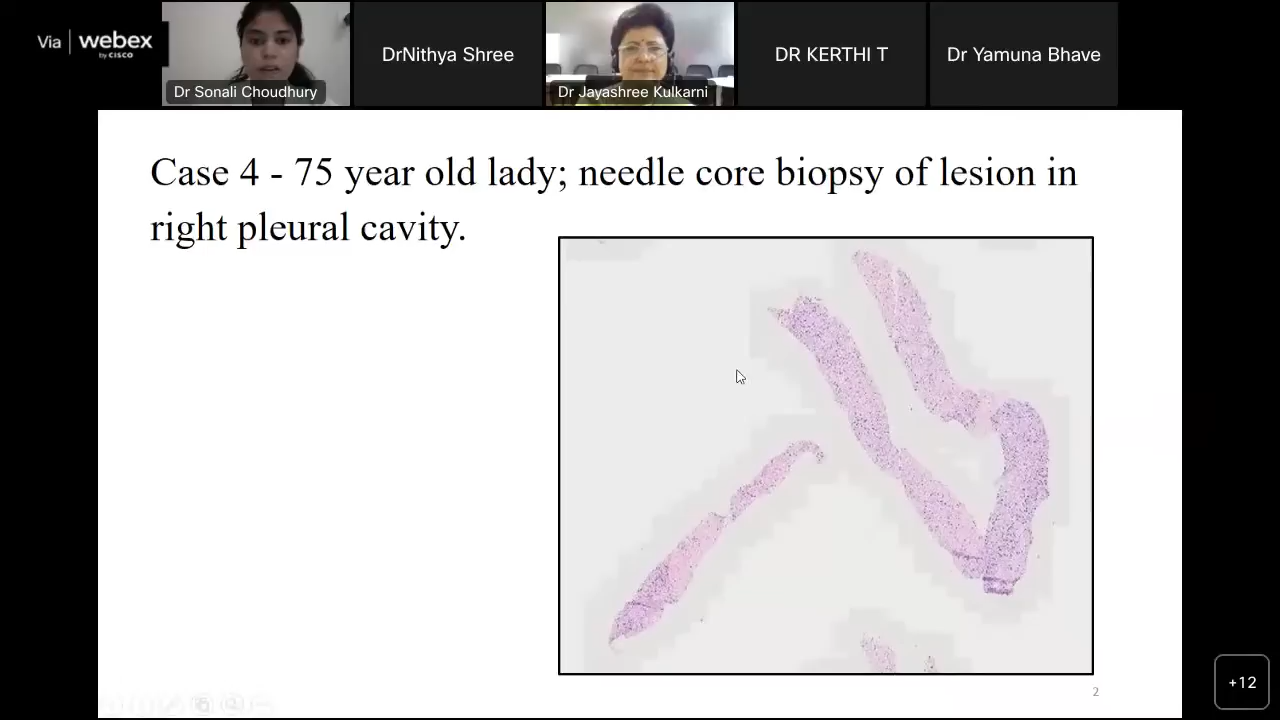 Via webex
by CISCO
Dr Sonali Choudhury
DrNithya Shree
Dr Jayashree Kulkarni
DR KERTHI T
Dr Yamuna Bhave
Case 4 - 75 year old lady; needle core biopsy of lesion in
right pleural cavity.
2
+12